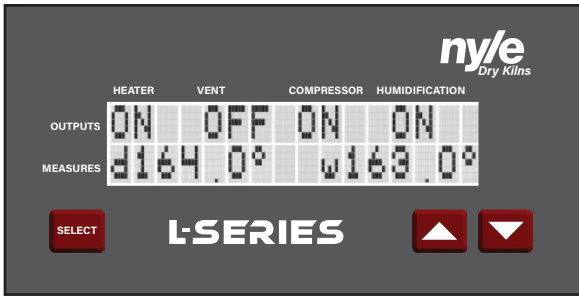 nyle
Dry Kilns
HEATER VENT COMPRESSOR HUMIDIFICATION
OUTPUTS ON OFF ON ON
MEASURES d164.0° w163.0°
SELECT L-SERIES